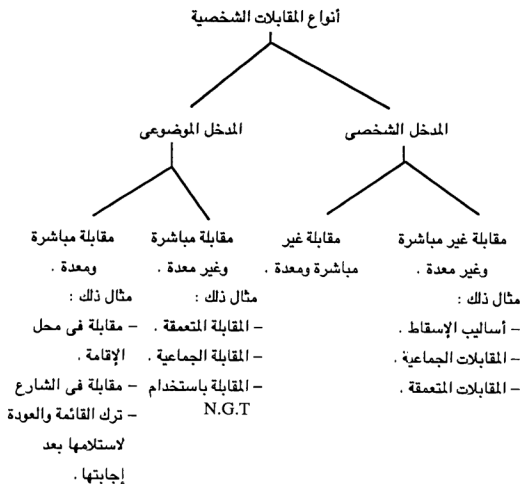 أنواع المقابلات الشخصية
المدخل الشخصى
المدخل الموضوعى
مقابلة غير مباشرة
وغير معدة .
مثال ذلك :
– أساليب الإسقاط .
– المقابلات الجماعية .
– المقابلات المتعمقة .
مقابلة غير
مباشرة ومعدة .
مقابلة مباشرة
وغير معدة .
مثال ذلك :
– المقابلة المتعمقة .
– المقابلة الجماعية .
– المقابلة باستخدام
N.G.T
مقابلة مباشرة
ومعدة .
مثال ذلك :
– مقابلة فى محل
الإقامة .
– مقابلة فى الشارع
– ترك القائمة والعودة
لاستلامها بعد
إجابتها .